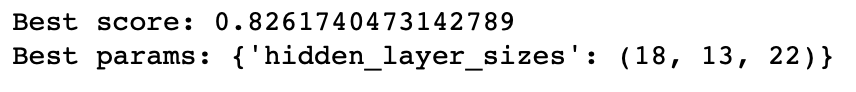 Best score: 0.8261740473142789
Best params: {'hidden_layer_sizes': (18, 13, 22)}